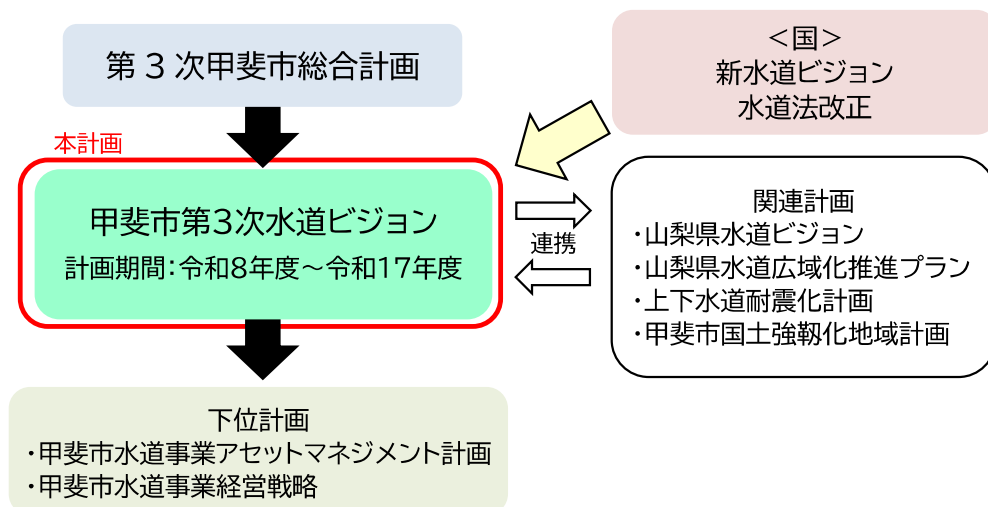 第３次甲斐市総合計画
＜国＞
新水道ビジョン
水道法改正
本計画
甲斐市第3次水道ビジョン
計画期間：令和8年度～令和17年度
連携
関連計画
・山梨県水道ビジョン
・山梨県水道広域化推進プラン
・上下水道耐震化計画
・甲斐市国土強靱化地域計画
下位計画
・甲斐市水道事業アセットマネジメント計画
・甲斐市水道事業経営戦略